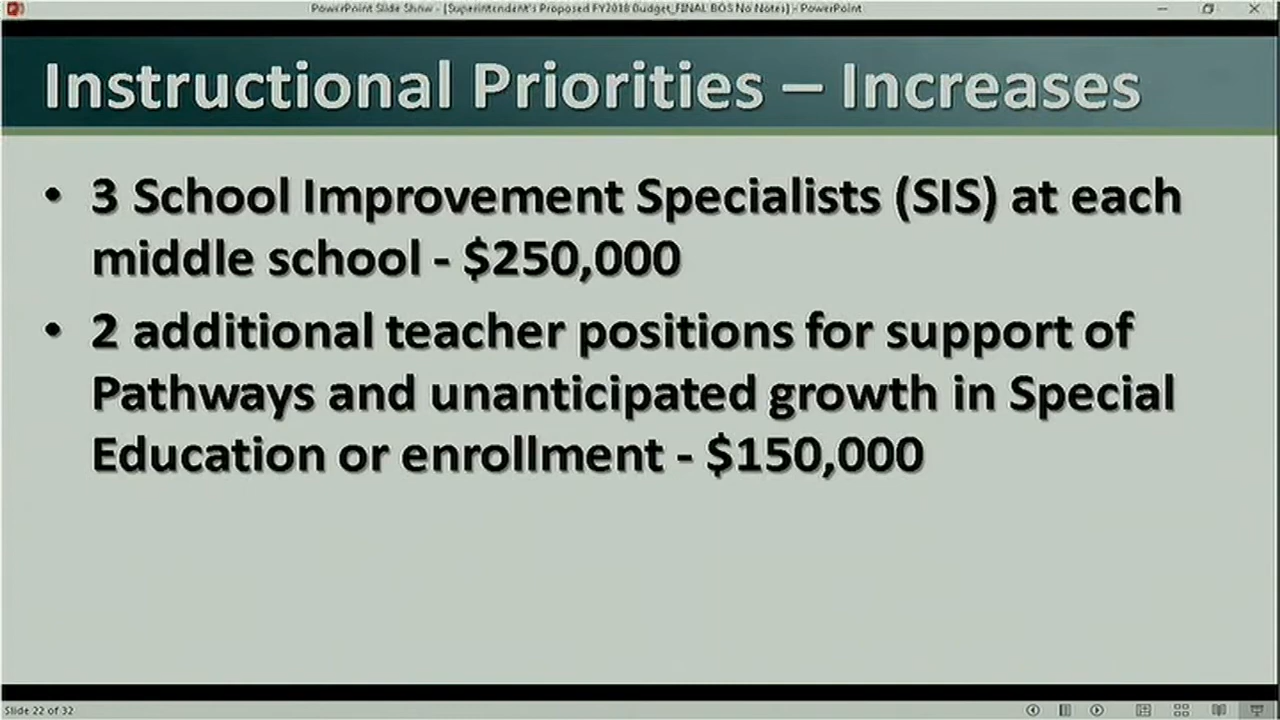 PowerPoint Slide Show - [Superintendent's Proposed FY2018 Budget_FINAL BOS No Notes] - PowerPoint
Instructional Priorities – Increases
• 3 School Improvement Specialists (SIS) at each
middle school - $250,000
• 2 additional teacher positions for support of
Pathways and unanticipated growth in Special
Education or enrollment - $150,000
Slide 22 of 32